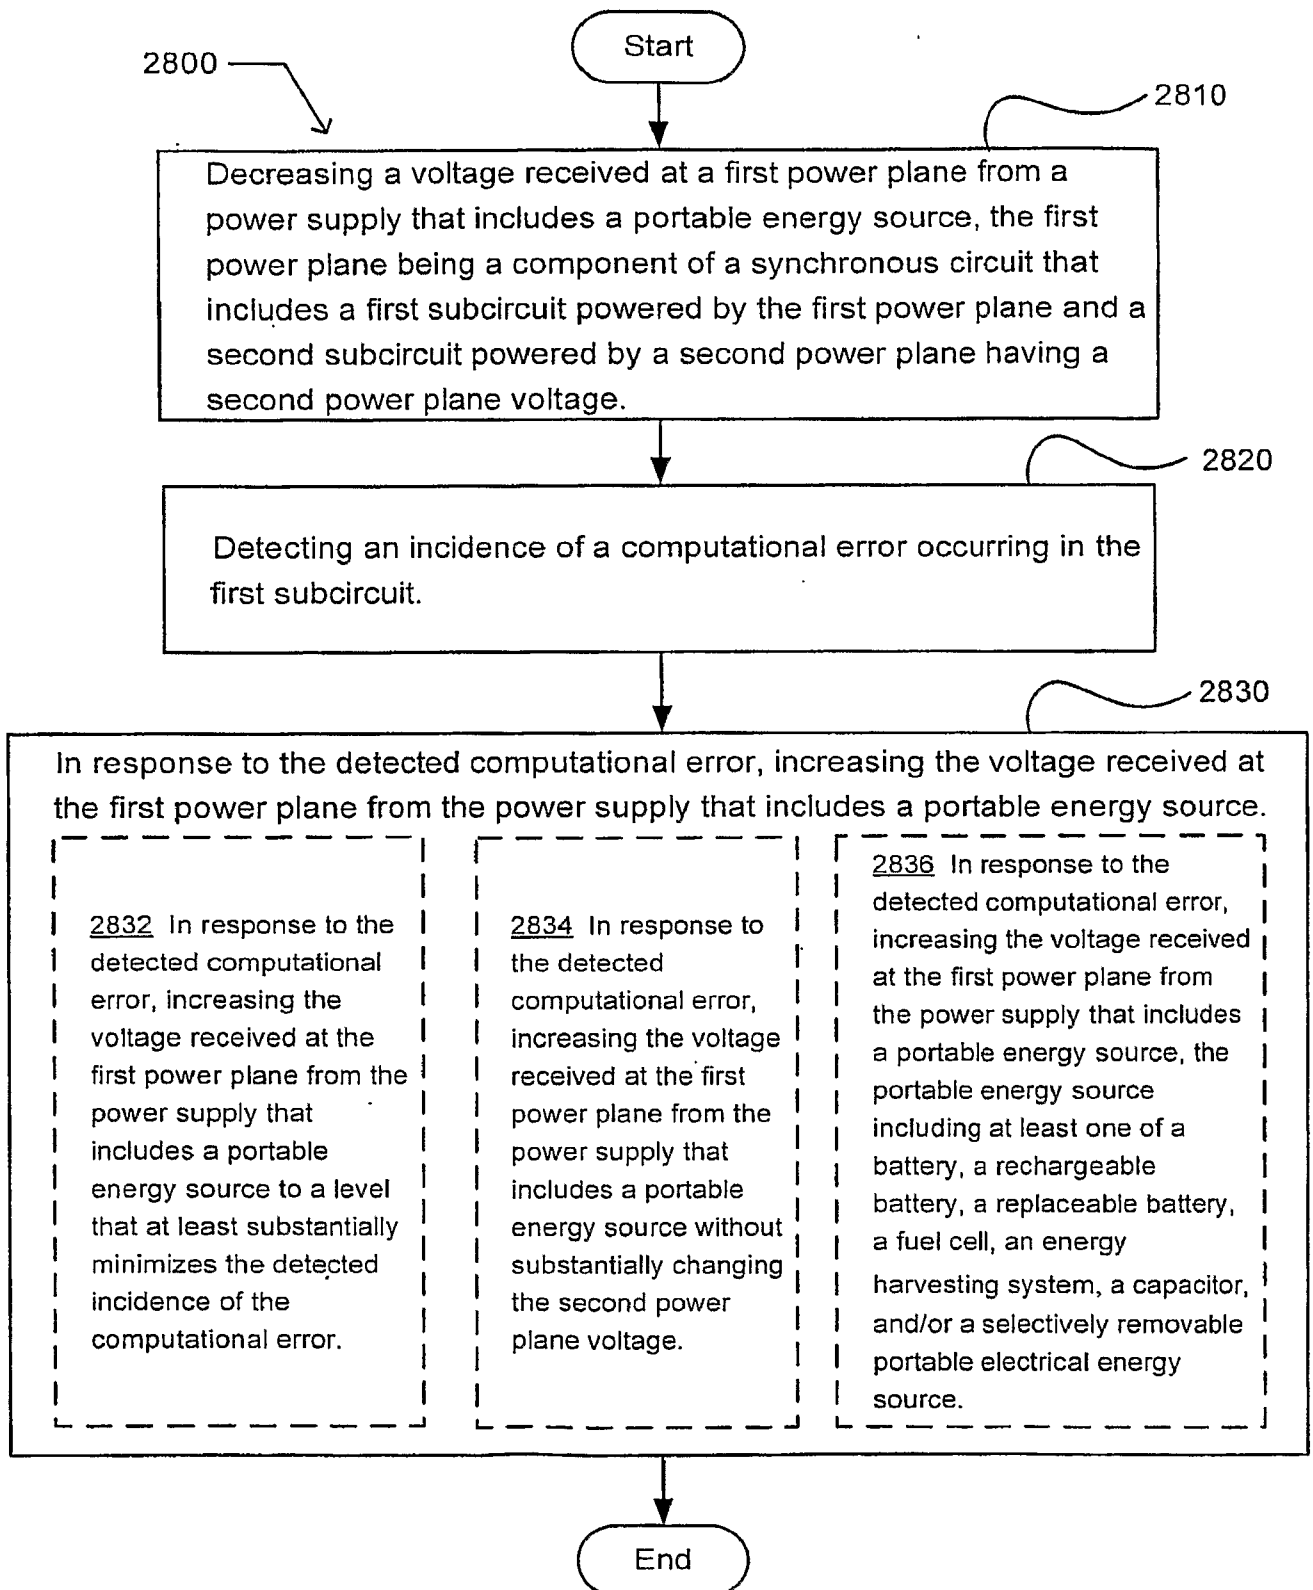 Start
2800
2810
Decreasing a voltage received at a first power plane from a
power supply that includes a portable energy source, the first
power plane being a component of a synchronous circuit that
includes a first subcircuit powered by the first power plane and a
second subcircuit powered by a second power plane having a
second power plane voltage.
2820
Detecting an incidence of a computational error occurring in the
first subcircuit.
2830
In response to the detected computational error, increasing the voltage received at
the first power plane from the power supply that includes a portable energy source.
2832 In response to the
detected computational
error, increasing the
voltage received at the
first power plane from the
power supply that
includes a portable
energy source to a level
that at least substantially
minimizes the detected
incidence of the
computational error.
2834 In response to
the detected
computational error,
increasing the voltage
received at the first
power plane from the
power supply that
includes a portable
energy source without
substantially changing
the second power
plane voltage.
2836 In response to the
detected computational error,
increasing the voltage received
at the first power plane from
the power supply that includes
a portable energy source, the
portable energy source
including at least one of a
battery, a rechargeable
battery, a replaceable battery,
a fuel cell, an energy
harvesting system, a capacitor,
and/or a selectively removable
portable electrical energy
source.
End